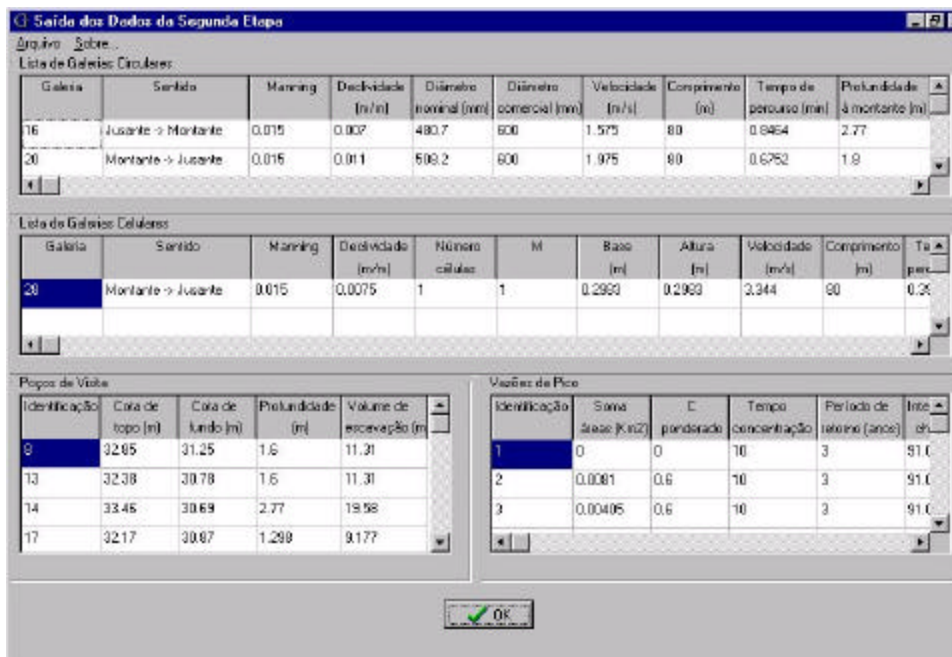 Saída dos Dados da Segunda Etapa
Arquivo Sobre...
Lista de Galerias Circulares
Galeria Sentido Manning Declividade (m/m) Diâmetro nominal (mm) Diâmetro comercial (mm) Velocidade (m/s) Comprimento (m) Tempo de percurso (min) Profundidade à montante (m)
16 Jusante -> Montante 0.015 0.007 480.7 600 1.575 80 0.8464 2.77
20 Montante -> Jusante 0.015 0.011 508.2 600 1.975 80 0.6752 1.8
Lista de Galerias Celulares
Galeria Sentido Manning Declividade (m/m) Número células M Base (m) Altura (m) Velocidade (m/s) Comprimento (m)
28 Montante -> Jusante 0.015 0.0075 1 1 0.2983 0.2983 3.344 80
Poços de Visita
Identificação Cota de topo (m) Cota de fundo (m) Profundidade (m) Volume de escavação (m
8 32.85 31.25 1.6 11.31
13 32.38 30.78 1.6 11.31
14 33.46 30.69 2.77 19.58
17 32.17 30.87 1.298 9.177
Vazões de Pico
Identificação Soma áreas (Km2) C ponderado Tempo concentração Período de retorno (anos)
1 0 0 10 3 91.
2 0.0081 0.6 10 3 91.
3 0.00405 0.6 10 3 91.
OK